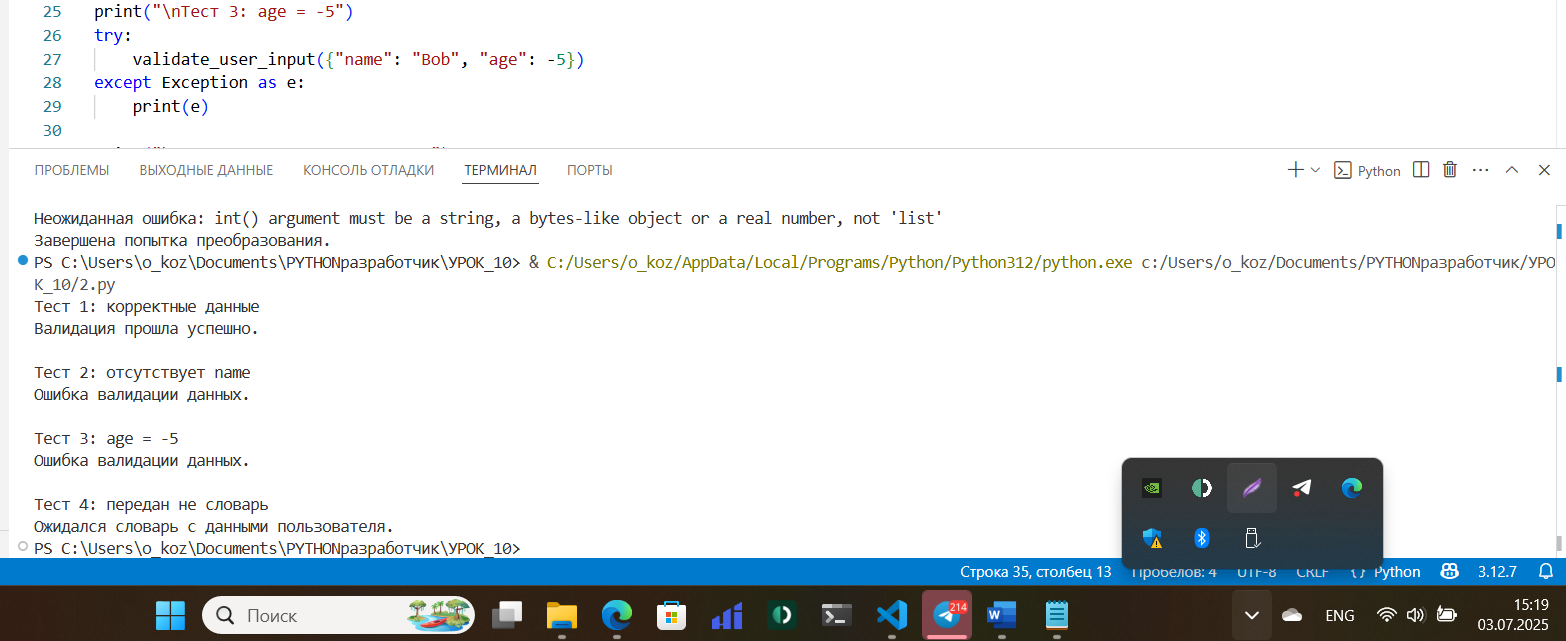 25 print("\nТест 3: age = -5")
26 try:
27 validate_user_input({"name": "Bob", "age": -5})
28 except Exception as e:
29 print(e)
30
ПРОБЛЕМЫ ВЫХОДНЫЕ ДАННЫЕ КОНСОЛЬ ОТЛАДКИ ТЕРМИНАЛ ПОРТЫ Python
Неожиданная ошибка: int() argument must be a string, a bytes-like object or a real number, not 'list'
Завершена попытка преобразования.
PS C:\Users\o_koz\Documents\PYTHONразработчик\УРОК_10> & C:/Users/o_koz/AppData/Local/Programs/Python/Python312/python.exe c:/Users/o_koz/Documents/PYTHONразработчик/УРО
К_10/2.py
Тест 1: корректные данные
Валидация прошла успешно.
Тест 2: отсутствует name
Ошибка валидации данных.
Тест 3: age = -5
Ошибка валидации данных.
Тест 4: передан не словарь
Ожидался словарь с данными пользователя.
PS C:\Users\o_koz\Documents\PYTHONразработчик\УРОК_10>
Строка 35, столбец 13 Пробелов: 4 UTF-8 CRLF {} Python 3.12.7
Поиск 214 W ENG 15:19
03.07.2025